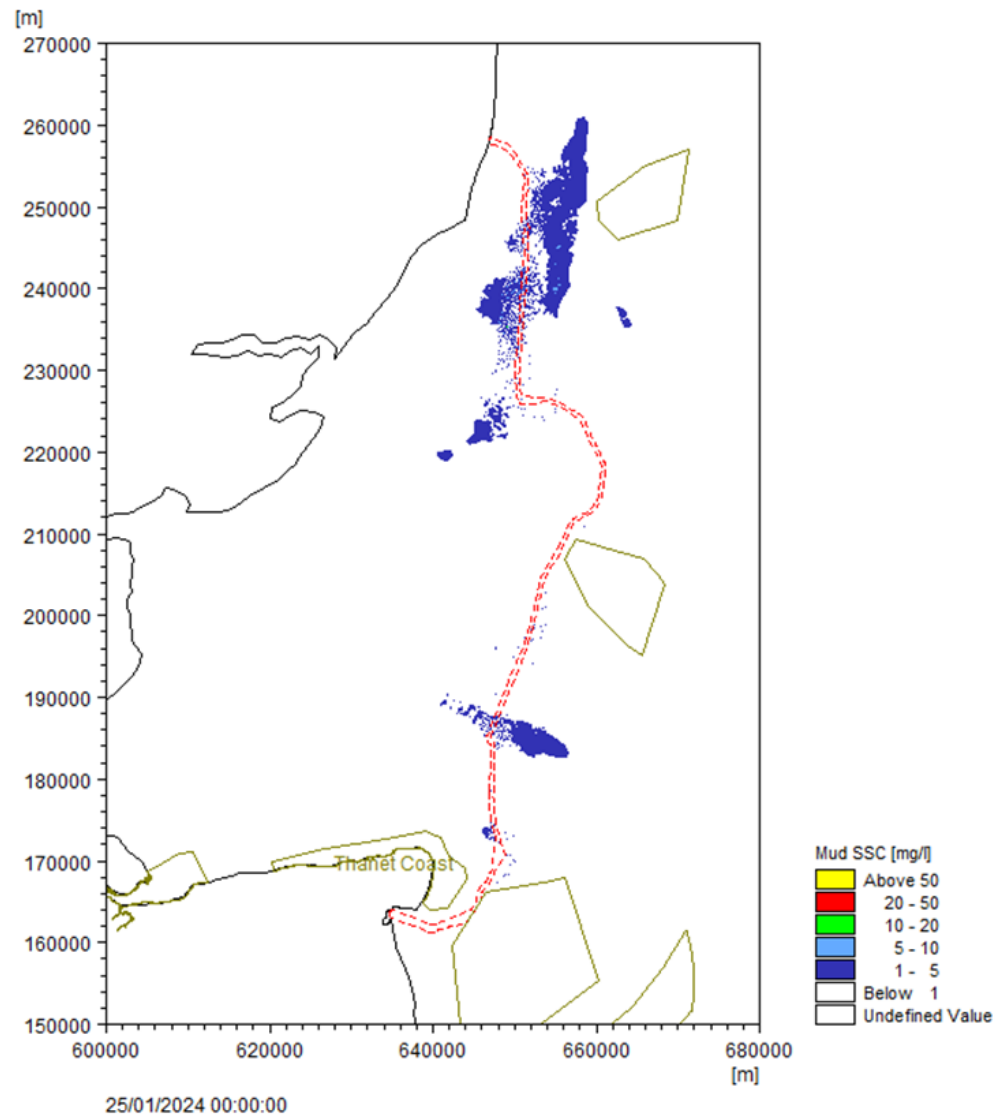 [m]
270000
260000
250000
240000
230000
220000
210000
200000
190000
180000
170000
160000
150000
Thanet Coast
600000 620000 640000 660000 680000
[m]
25/01/2024 00:00:00
Mud SSC [mg/l]
Above 50
20 - 50
10 - 20
5 - 10
1 - 5
Below 1
Undefined Value